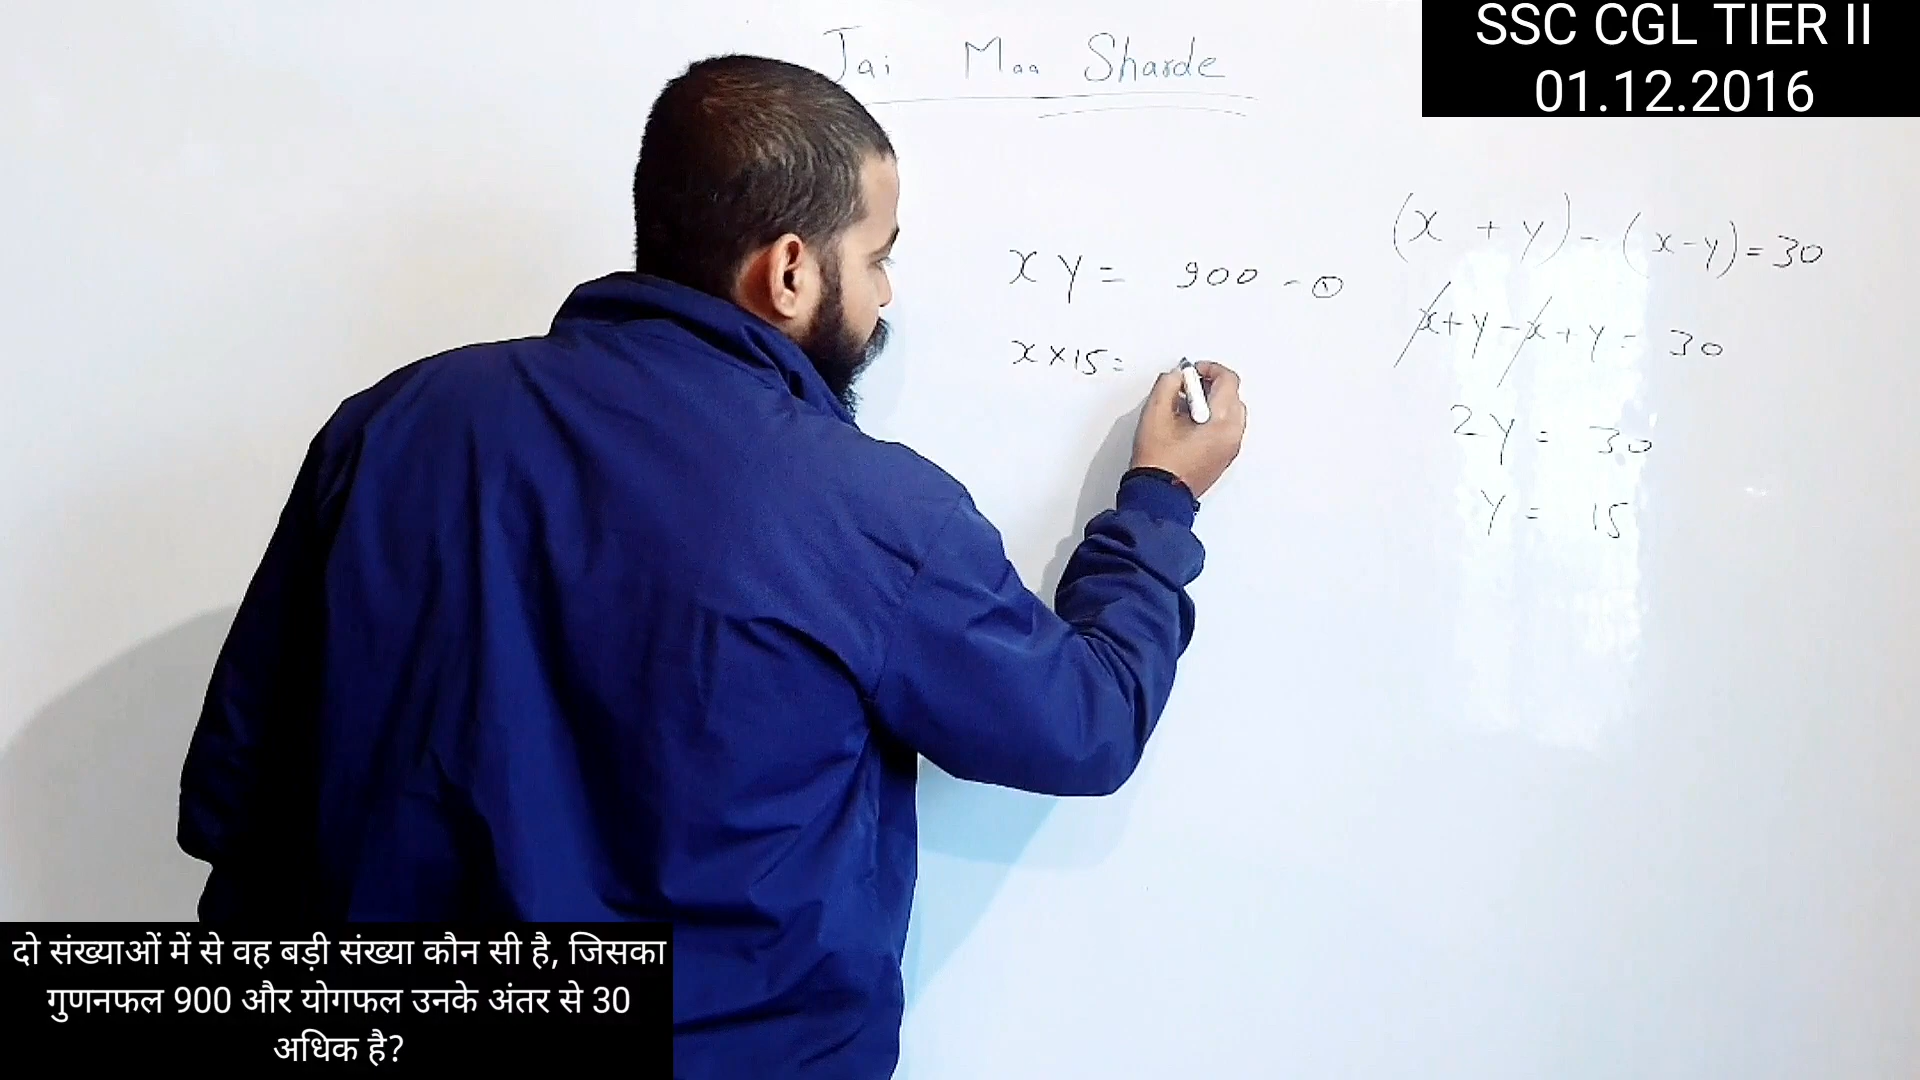 SSC CGL TIER II
01.12.2016
Jai Maa Sharde
xy = 900 - ①
x×15=
(x + y) - (x-y)=30
x+y-x+y= 30
2y = 30
y = 15
दो संख्याओं में से वह बड़ी संख्या कौन सी है, जिसका
गुणनफल 900 और योगफल उनके अंतर से 30
अधिक है?